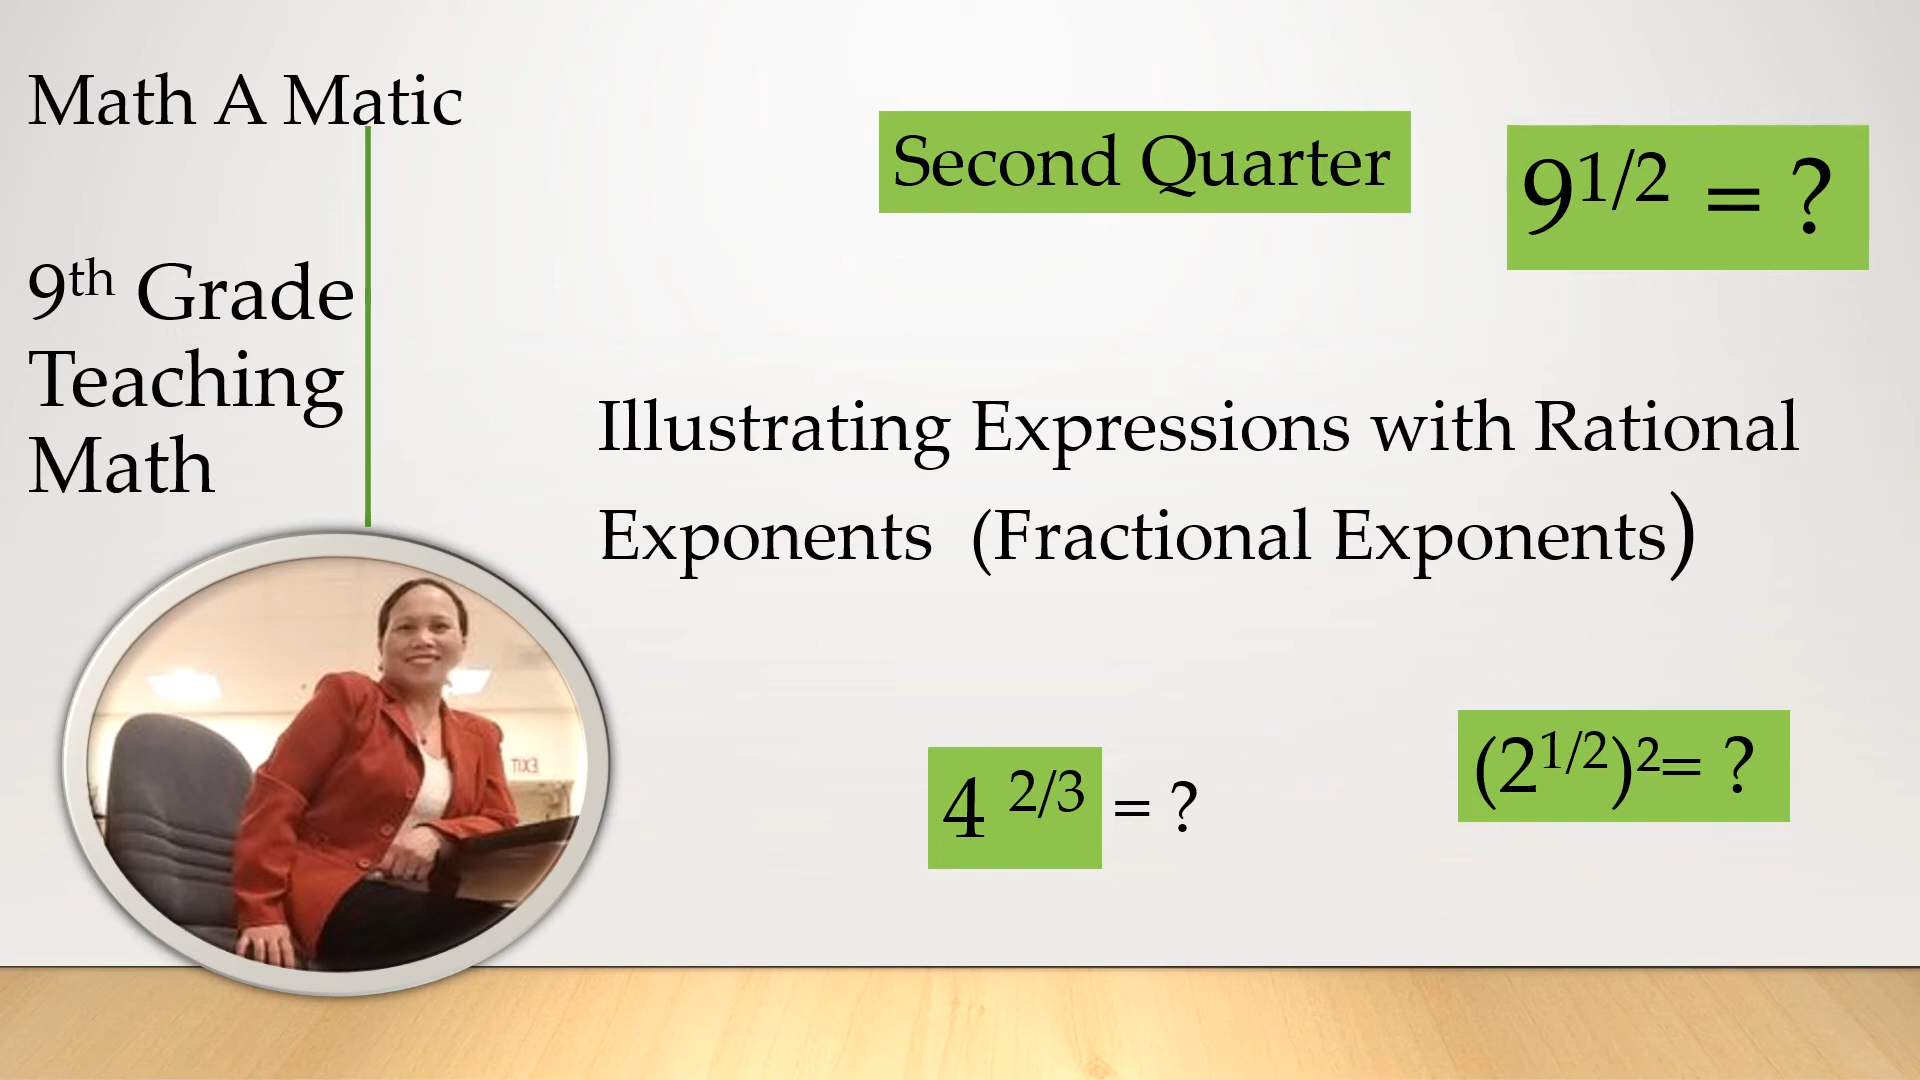 Math A Matic
9th Grade
Teaching
Math
Second Quarter
9^1/2 = ?
Illustrating Expressions with Rational
Exponents (Fractional Exponents)
4 ^2/3 = ?
(2^1/2)^2= ?
EXIT